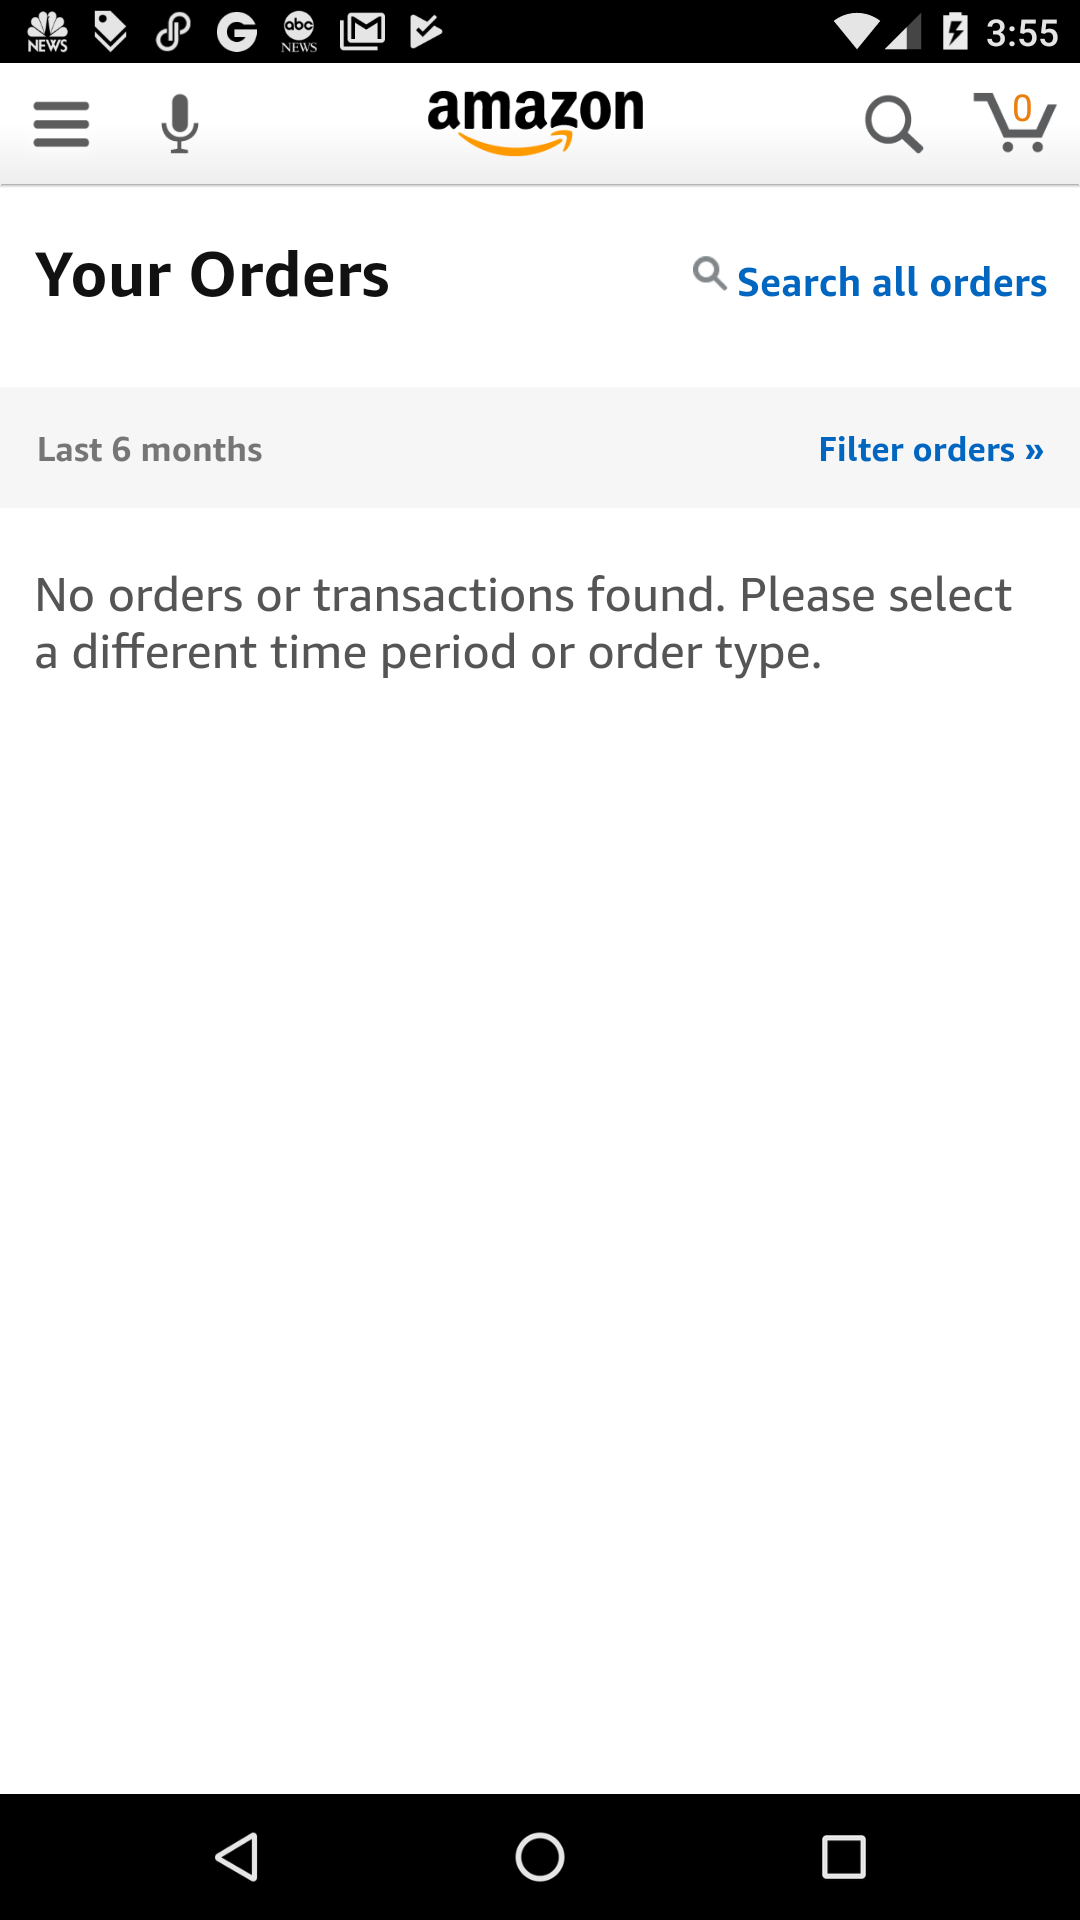 NEWS abc NEWS 3:55
amazon 0
Your Orders Search all orders
Last 6 months Filter orders »
No orders or transactions found. Please select
a different time period or order type.